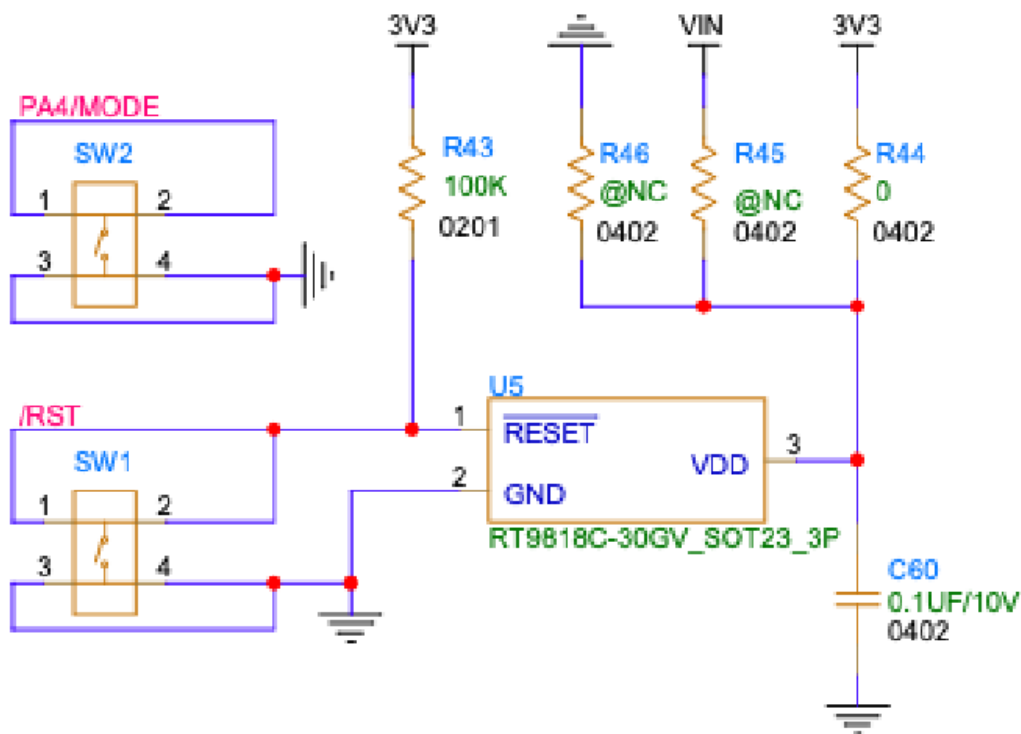 3V3
VIN
3V3
PA4/MODE
SW2
1
2
3
4
R43
100K
0201
R46
@NC
0402
R45
@NC
0402
R44
0
0402
/RST
SW1
1
2
3
4
U5
1
RESET
2
GND
VDD
3
RT9818C-30GV_SOT23_3P
C60
0.1UF/10V
0402